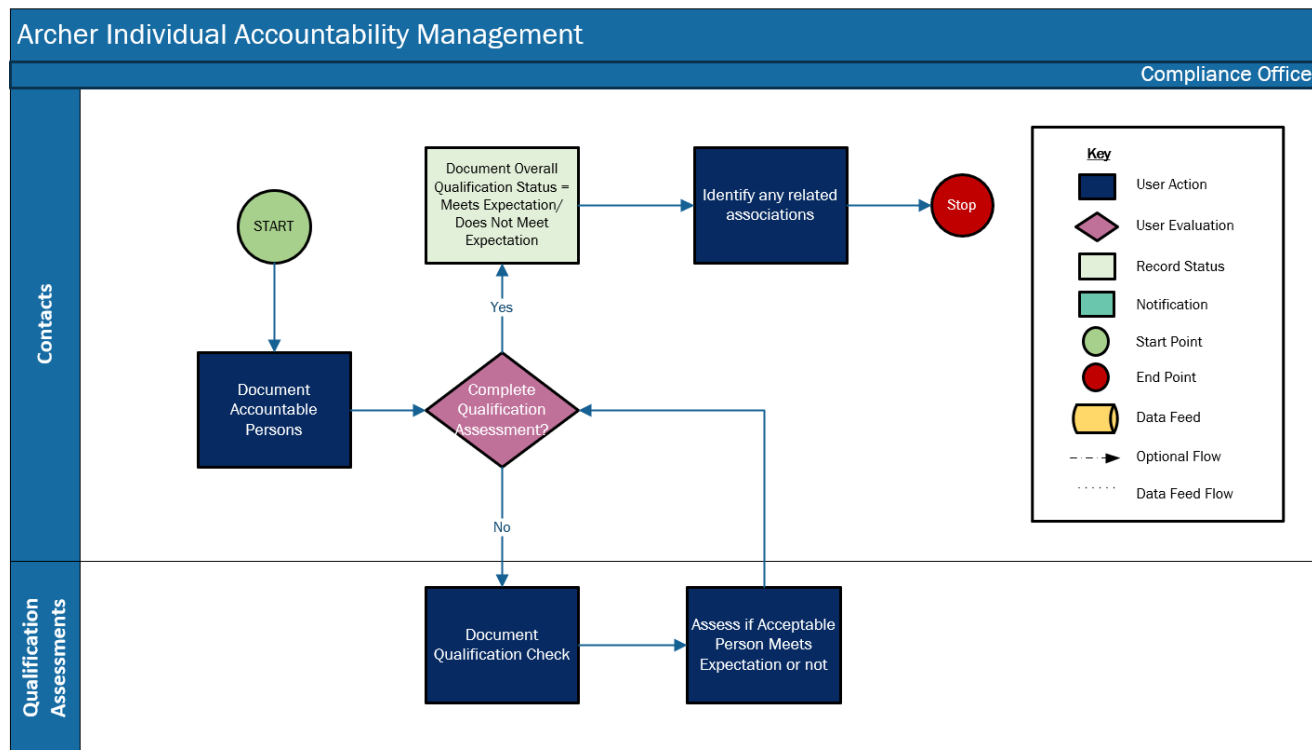 Archer Individual Accountability Management
Compliance Office
Contacts
START
Document Overall
Qualification Status =
Meets Expectation/
Does Not Meet
Expectation
Identify any related
associations
Stop
Yes
Document
Accountable
Persons
Complete
Qualification
Assessment?
No
Key
User Action
User Evaluation
Record Status
Notification
Start Point
End Point
Data Feed
Optional Flow
Data Feed Flow
Qualification
Assessments
Document
Qualification Check
Assess if Acceptable
Person Meets
Expectation or not